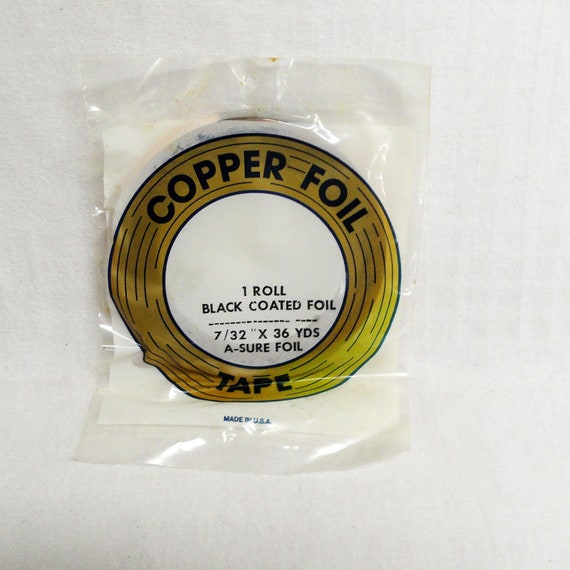 COPPER FOIL
1 ROLL
BLACK COATED FOIL
7/32" X 36 YDS
A-SURE FOIL
TAPE
MADE IN U.S.A.